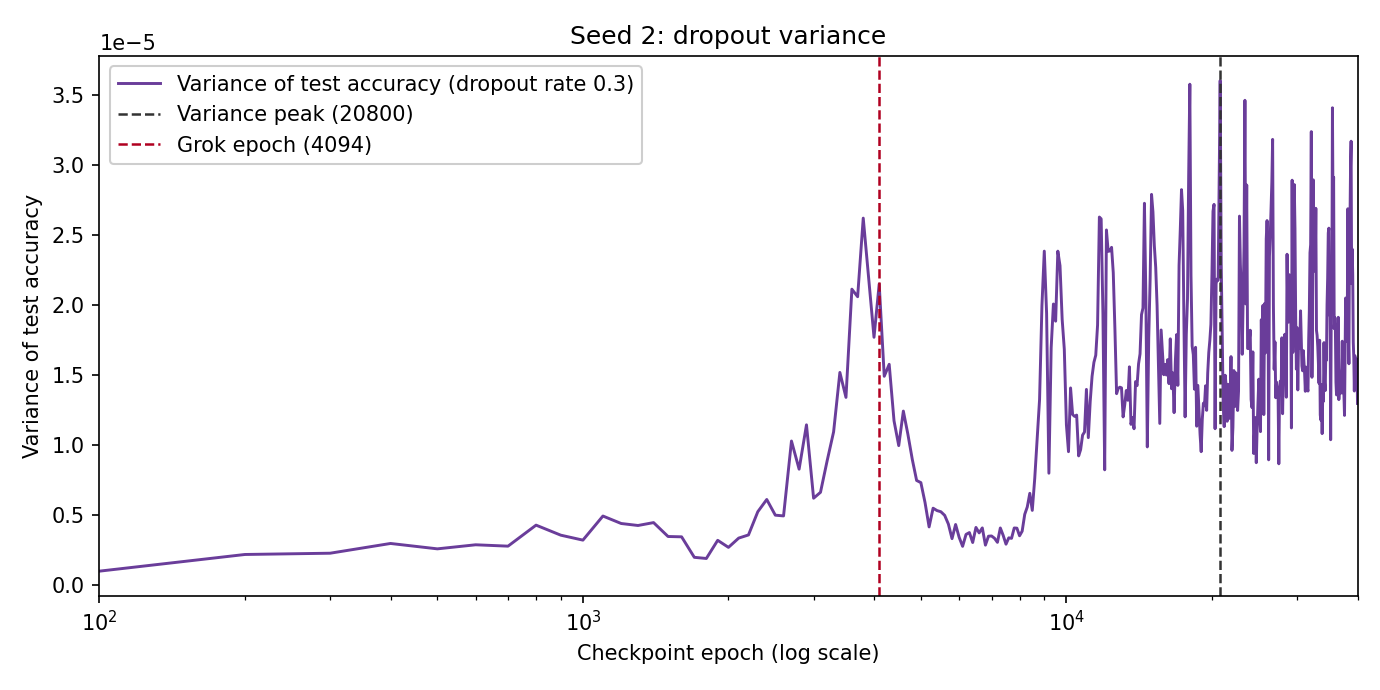 Seed 2: dropout variance
1e−5
Variance of test accuracy (dropout rate 0.3)
Variance peak (20800)
Grok epoch (4094)
3.5
3.0
2.5
2.0
1.5
1.0
0.5
0.0
Variance of test accuracy
10²
10³
10⁴
Checkpoint epoch (log scale)